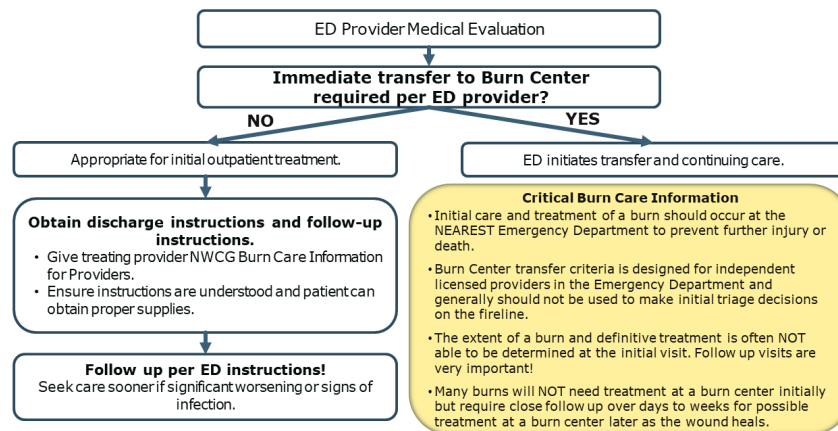 ED Provider Medical Evaluation
Immediate transfer to Burn Center
required per ED provider?
NO
YES
Appropriate for initial outpatient treatment.
ED initiates transfer and continuing care.
Obtain discharge instructions and follow-up
instructions.
• Give treating provider NWCG Burn Care Information
for Providers.
• Ensure instructions are understood and patient can
obtain proper supplies.
Follow up per ED instructions!
Seek care sooner if significant worsening or signs of
infection.
Critical Burn Care Information
• Initial care and treatment of a burn should occur at the
NEAREST Emergency Department to prevent further injury or
death.
• Burn Center transfer criteria is designed for independent
licensed providers in the Emergency Department and
generally should not be used to make initial triage decisions
on the fireline.
• The extent of a burn and definitive treatment is often NOT
able to be determined at the initial visit. Follow up visits are
very important!
• Many burns will NOT need treatment at a burn center initially
but require close follow up over days to weeks for possible
treatment at a burn center later as the wound heals.